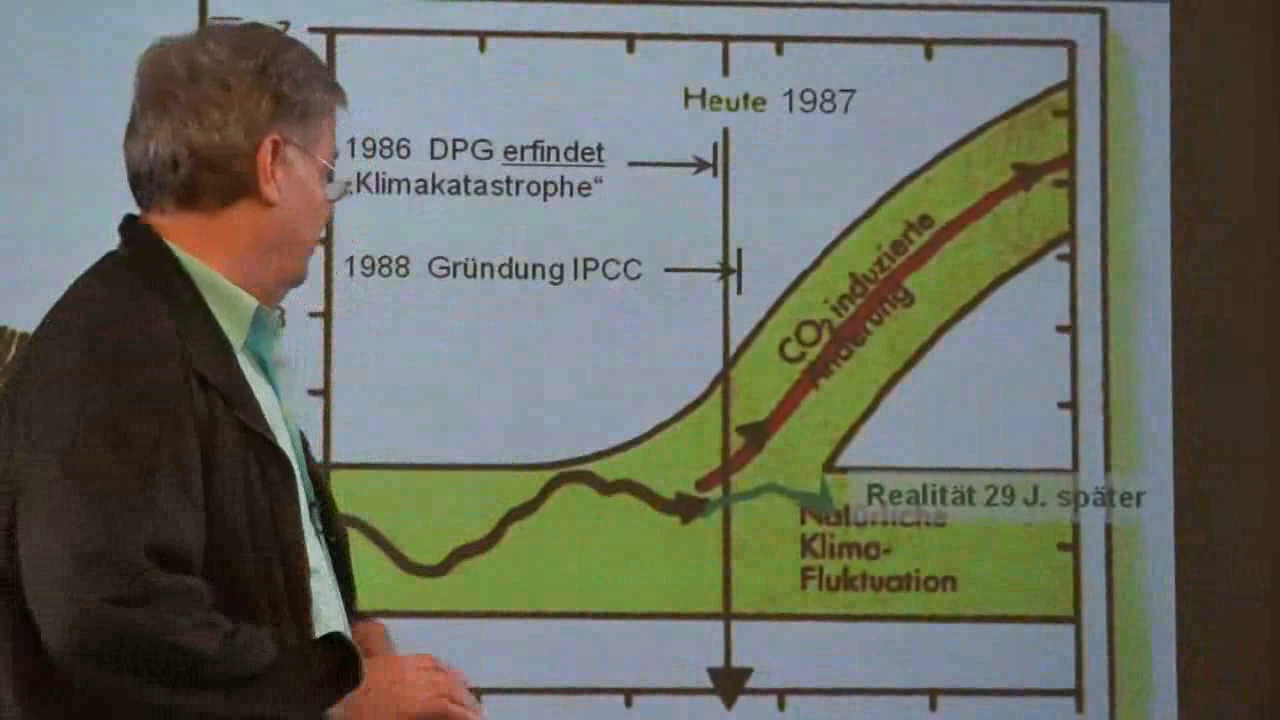 Heute 1987
1986 DPG erfindet
„Klimakatastrophe“
1988 Gründung IPCC
CO2 induzierte
Änderung
Realität 29 J. später
Natürliche
Klima-
Fluktuation